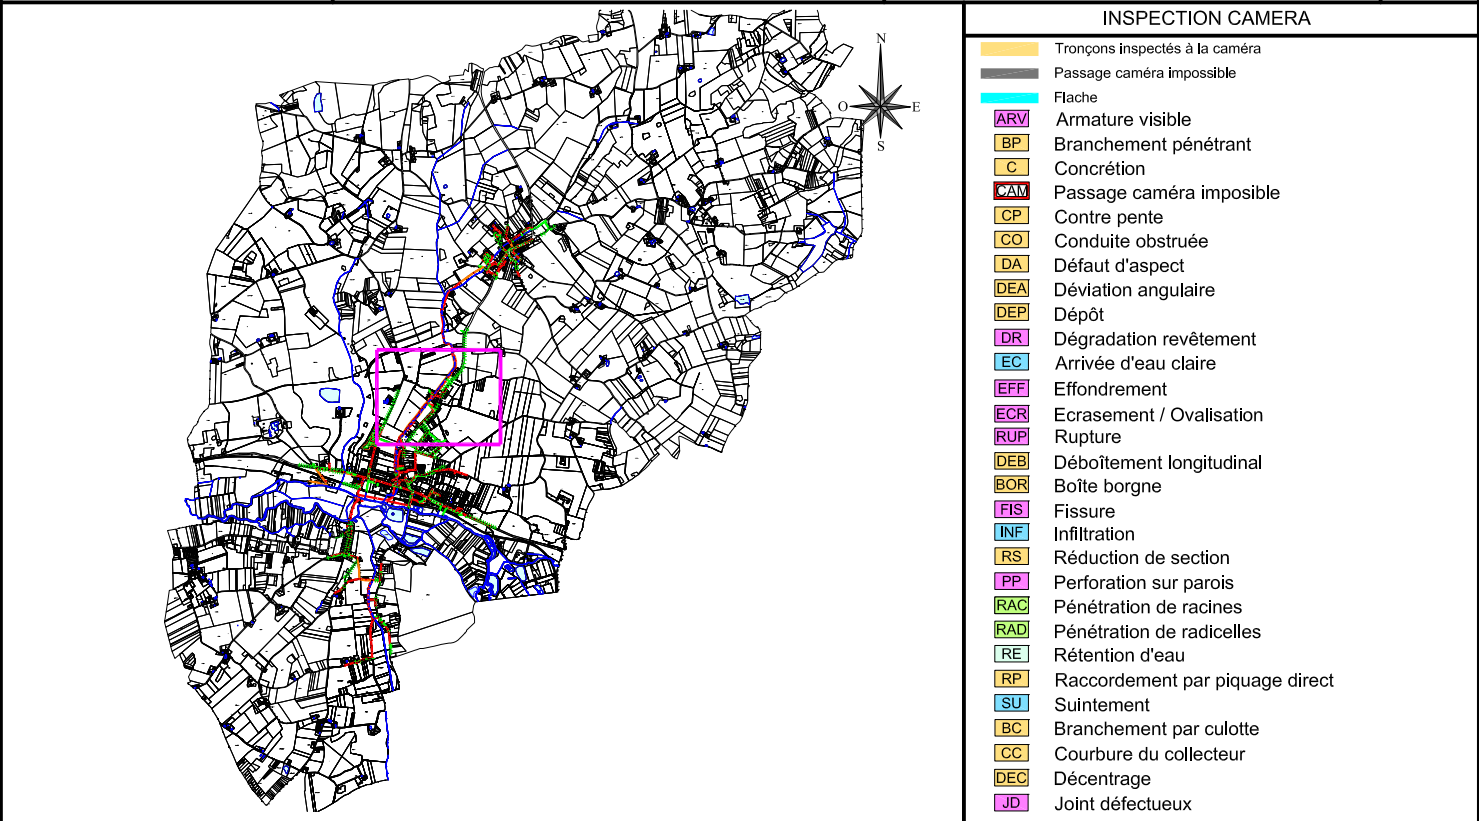 N
O
E
S
INSPECTION CAMERA
Tronçons inspectés à la caméra
Passage caméra impossible
Flache
ARV Armature visible
BP Branchement pénétrant
C Concrétion
CAM Passage caméra imposible
CP Contre pente
CO Conduite obstruée
DA Défaut d'aspect
DEA Déviation angulaire
DEP Dépôt
DR Dégradation revêtement
EC Arrivée d'eau claire
EFF Effondrement
ECR Ecrasement / Ovalisation
RUP Rupture
DEB Déboîtement longitudinal
BOR Boîte borgne
FIS Fissure
INF Infiltration
RS Réduction de section
PP Perforation sur parois
RAC Pénétration de racines
RAD Pénétration de radicelles
RE Rétention d'eau
RP Raccordement par piquage direct
SU Suintement
BC Branchement par culotte
CC Courbure du collecteur
DEC Décentrage
JD Joint défectueux